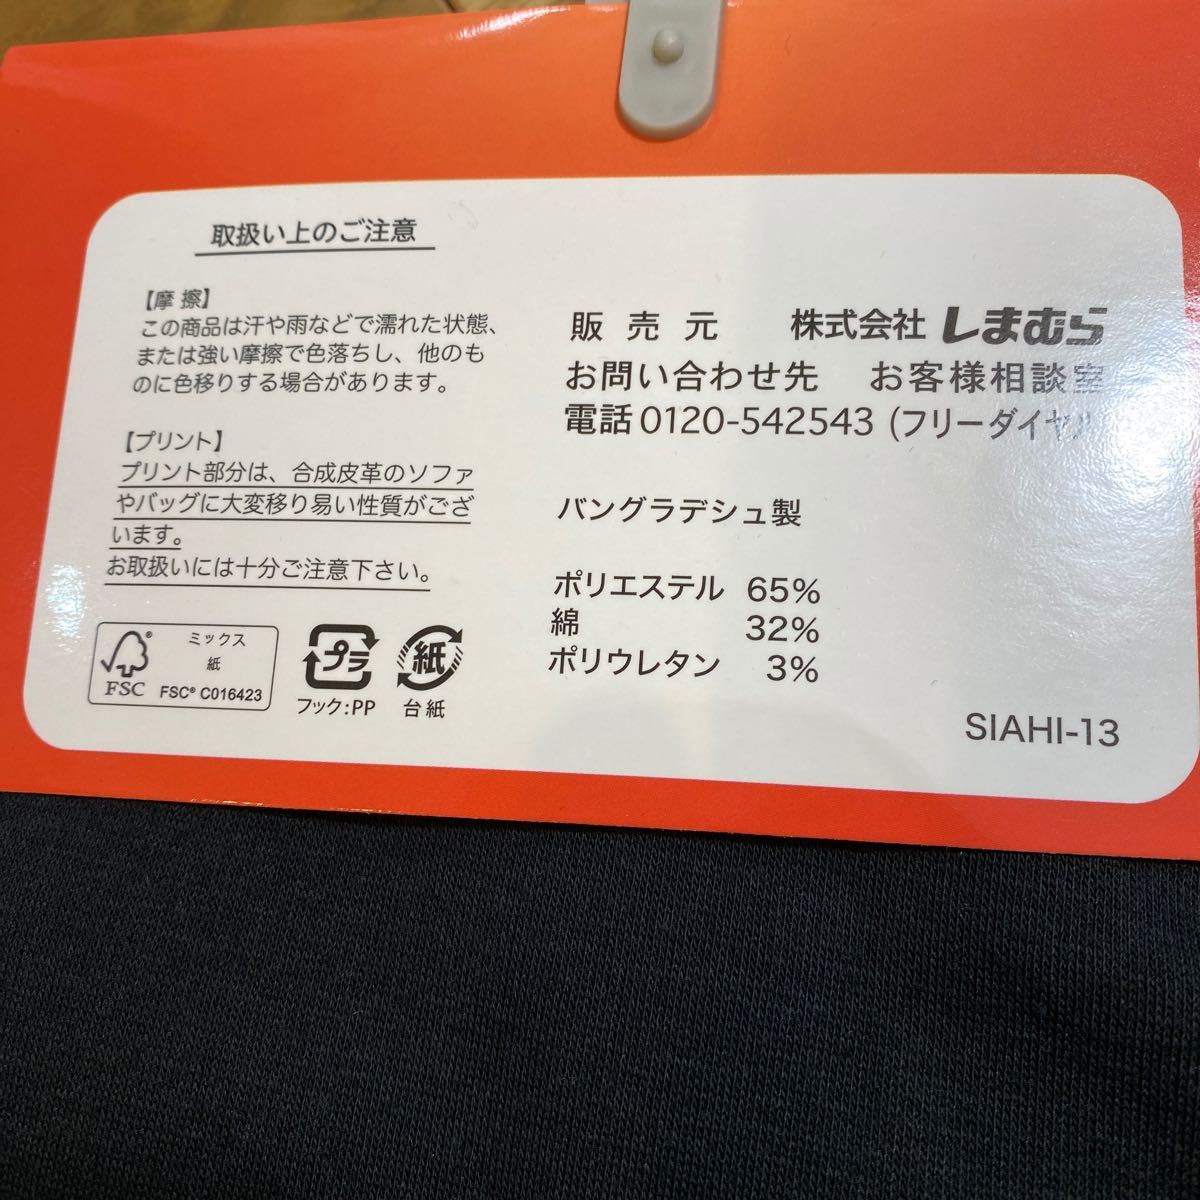 取扱い上のご注意
【摩 擦】
この商品は汗や雨などで濡れた状態、
または強い摩擦で色落ちし、他のも
のに色移りする場合があります。
【プリント】
プリント部分は、合成皮革のソファ
やバッグに大変移り易い性質がござ
います。
お取扱いには十分ご注意下さい。
FSC®
ミックス
紙
FSC® C016423
プラ
フック:PP
紙
台紙
販売元 株式会社 しまむら
お問い合わせ先 お客様相談室
電話 0120-542543 (フリーダイヤル
バングラデシュ製
ポリエステル 65%
綿 32%
ポリウレタン 3%
SIAHI-13